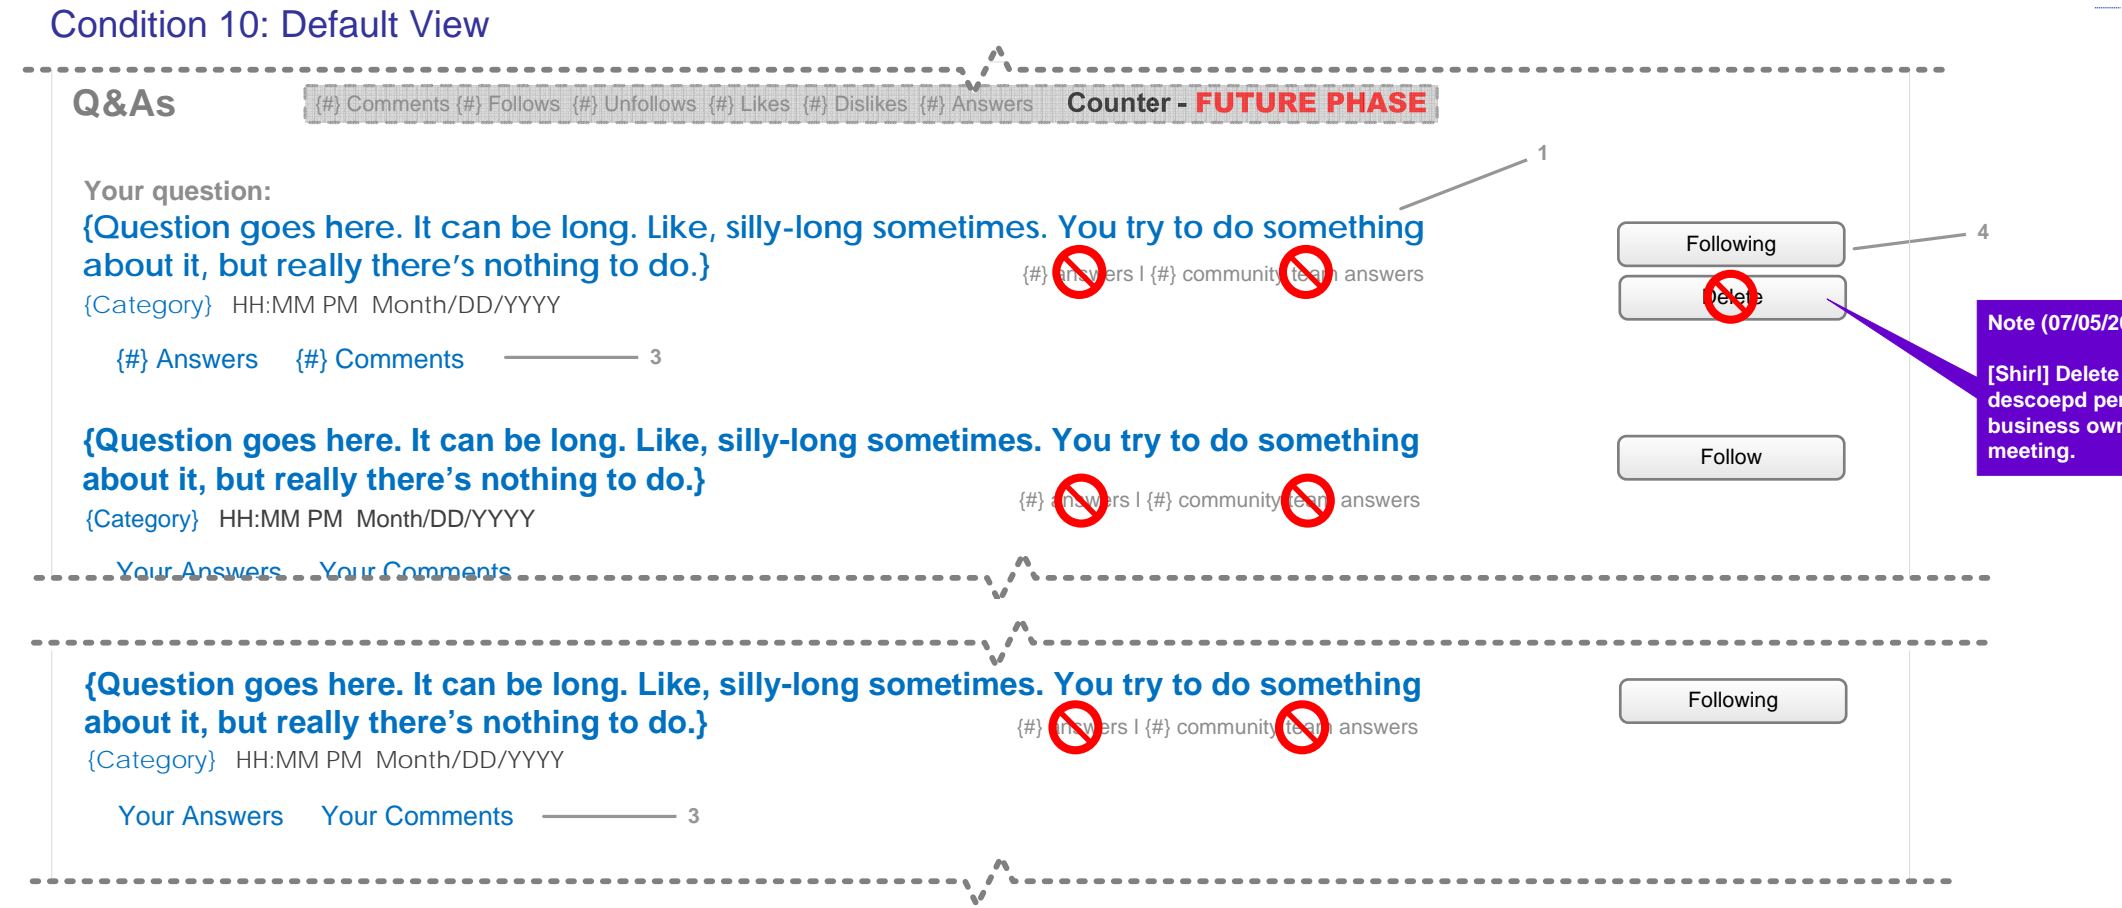 Condition 10: Default View
Q&As
{#} Comments {#} Follows {#} Unfollows {#} Likes {#} Dislikes {#} Answers Counter - FUTURE PHASE
1
Your question:
{Question goes here. It can be long. Like, silly-long sometimes. You try to do something
about it, but really there's nothing to do.}
{#} answers I {#} community team answers
Following
4
Delete
{Category} HH:MM PM Month/DD/YYYY
Note (07/05/20
[Shirl] Delete
descoepd per
business own
meeting.
{#} Answers {#} Comments
3
{Question goes here. It can be long. Like, silly-long sometimes. You try to do something
about it, but really there's nothing to do.}
{#} answers I {#} community team answers
Follow
{Category} HH:MM PM Month/DD/YYYY
Your Answers Your Comments
{Question goes here. It can be long. Like, silly-long sometimes. You try to do something
about it, but really there's nothing to do.}
{#} answers I {#} community team answers
Following
{Category} HH:MM PM Month/DD/YYYY
Your Answers Your Comments
3